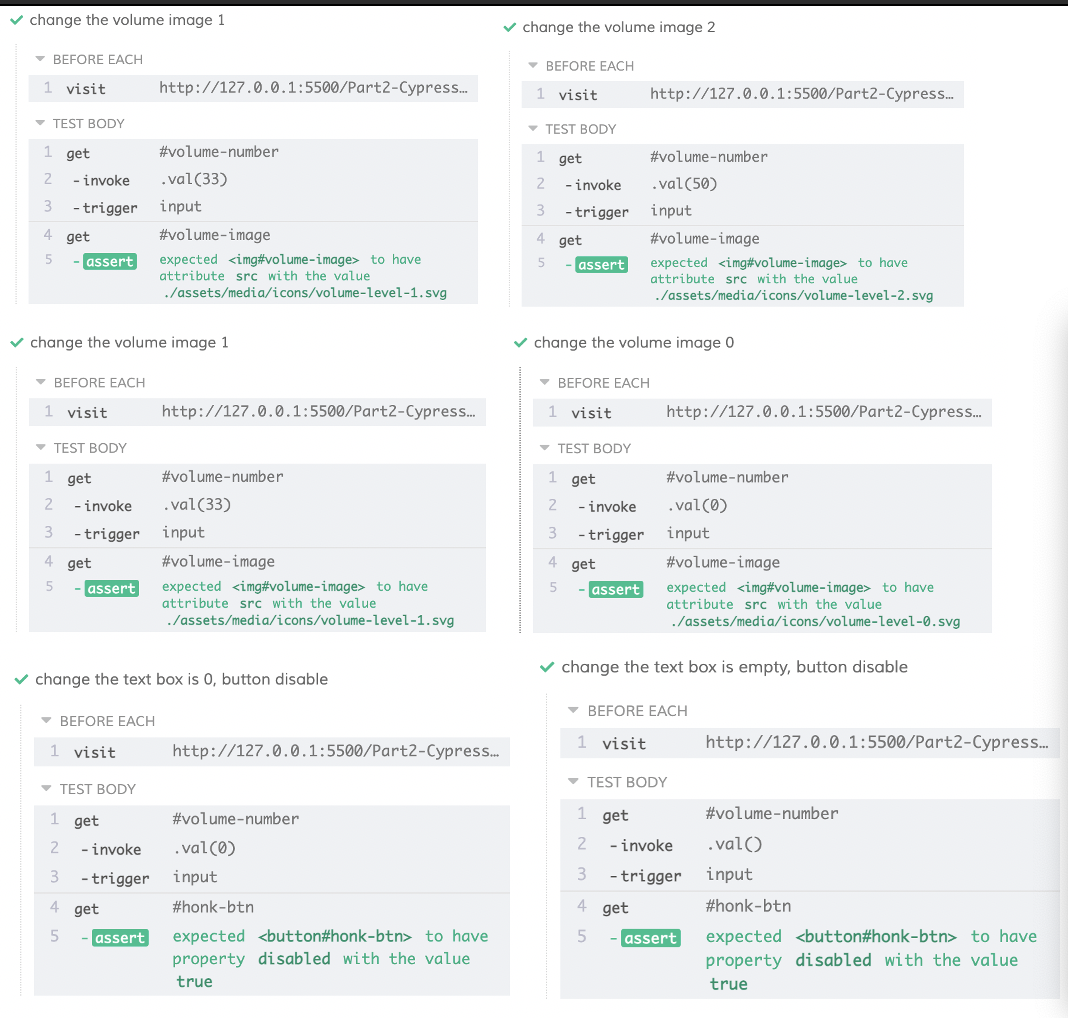 change the volume image 1
BEFORE EACH
1 visit http://127.0.0.1:5500/Part2-Cypress…
TEST BODY
1 get #volume-number
2 -invoke .val(33)
3 -trigger input
4 get #volume-image
5 -assert expected <img#volume-image> to have
attribute src with the value
./assets/media/icons/volume-level-1.svg
change the volume image 2
BEFORE EACH
1 visit http://127.0.0.1:5500/Part2-Cypress…
TEST BODY
1 get #volume-number
2 -invoke .val(50)
3 -trigger input
4 get #volume-image
5 -assert expected <img#volume-image> to have
attribute src with the value
./assets/media/icons/volume-level-2.svg
change the volume image 1
BEFORE EACH
1 visit http://127.0.0.1:5500/Part2-Cypress…
TEST BODY
1 get #volume-number
2 -invoke .val(33)
3 -trigger input
4 get #volume-image
5 -assert expected <img#volume-image> to have
attribute src with the value
./assets/media/icons/volume-level-1.svg
change the volume image 0
BEFORE EACH
1 visit http://127.0.0.1:5500/Part2-Cypress…
TEST BODY
1 get #volume-number
2 -invoke .val(0)
3 -trigger input
4 get #volume-image
5 -assert expected <img#volume-image> to have
attribute src with the value
./assets/media/icons/volume-level-0.svg
change the text box is 0, button disable
BEFORE EACH
1 visit http://127.0.0.1:5500/Part2-Cypress…
TEST BODY
1 get #volume-number
2 -invoke .val(0)
3 -trigger input
4 get #honk-btn
5 -assert expected <button#honk-btn> to have
property disabled with the value
true
change the text box is empty, button disable
BEFORE EACH
1 visit http://127.0.0.1:5500/Part2-Cypress…
TEST BODY
1 get #volume-number
2 -invoke .val()
3 -trigger input
4 get #honk-btn
5 -assert expected <button#honk-btn> to have
property disabled with the value
true